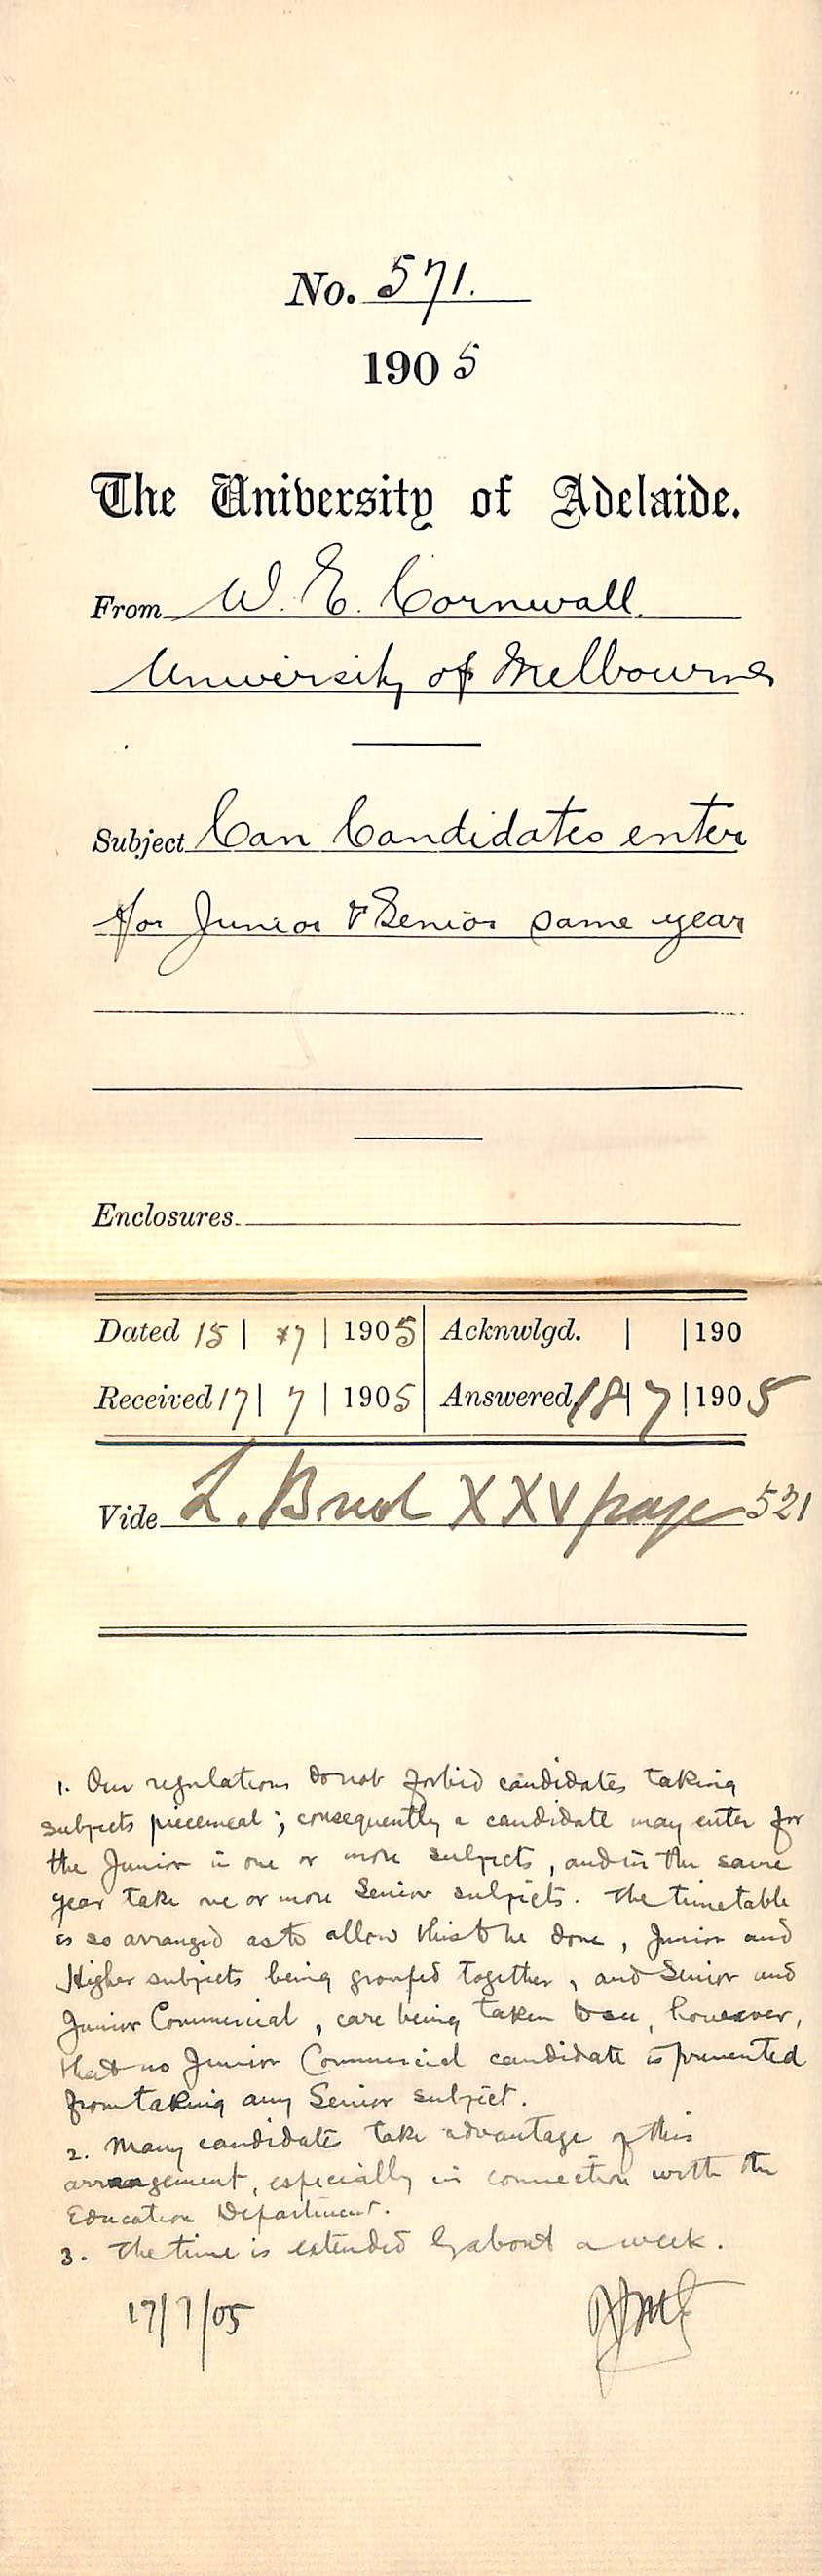 No. 571.
1905
The University of Adelaide.
From W. E. Cornwall.
University of Melbourne
Subject Can Candidates enter
for Junior & Senior same year
Enclosures
Dated 15 | 7 | 1905 | Acknwlgd. | | 190
Received 17 | 7 | 1905 | Answered 18 | 7 | 1905
Vide L. Book XXV page 521
1. Our regulations do not forbid candidates taking
subjects piecemeal; consequently a candidate may enter for
the Junior in one or more subjects, and in the same
year take one or more Senior subjects. The timetable
is so arranged as to allow this to be done, Junior and
Higher subjects being grouped together, and Senior and
Junior Commercial, care being taken to see, however,
that no Junior Commercial candidate is prevented
from taking any Senior subject.
2. Many candidates take advantage of this
arrangement, especially in connection with the
Education Department.
3. The time is extended by about a week.
17/7/05